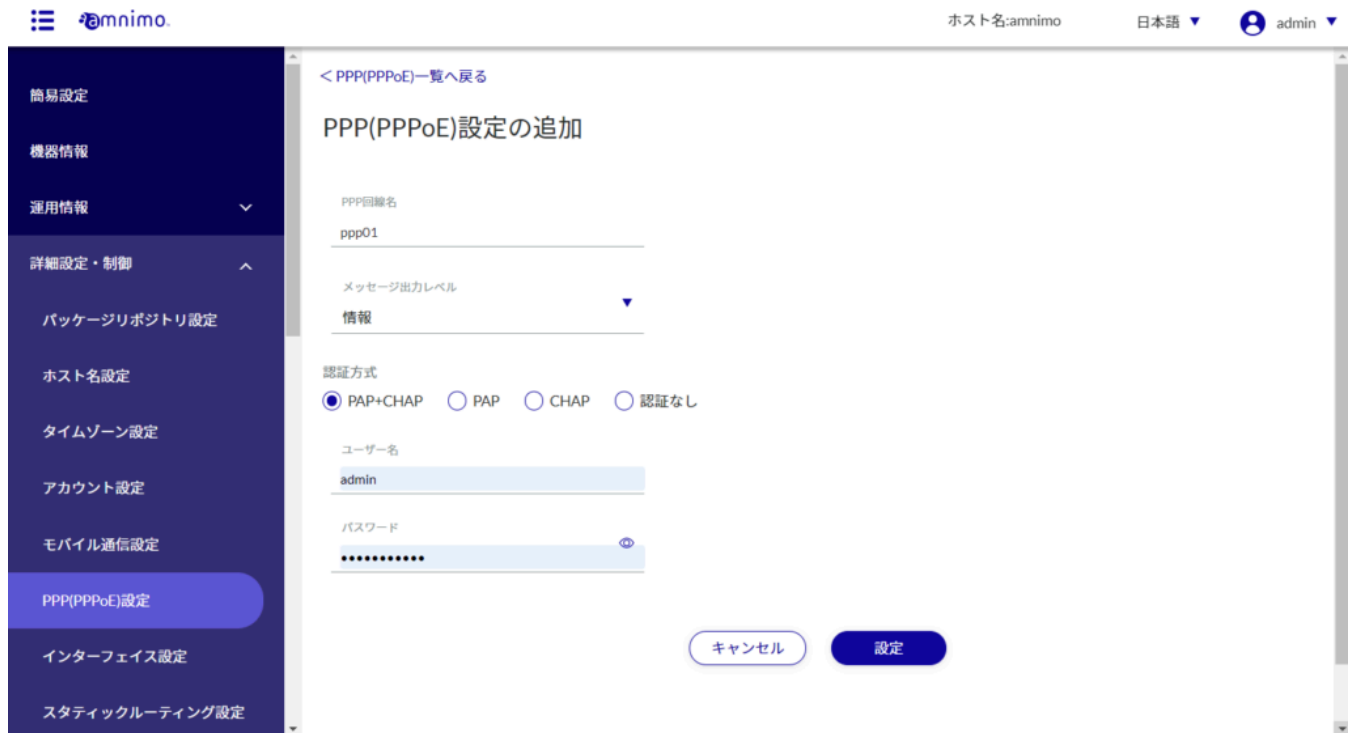 amnimo.
ホスト名:amnimo
日本語 ▼
admin ▼
簡易設定
機器情報
運用情報
詳細設定・制御
パッケージリポジトリ設定
ホスト名設定
タイムゾーン設定
アカウント設定
モバイル通信設定
PPP(PPPoE)設定
インターフェイス設定
スタティックルーティング設定
< PPP(PPPoE)一覧へ戻る
PPP(PPPoE)設定の追加
PPP回線名
ppp01
メッセージ出力レベル
情報
認証方式
PAP+CHAP PAP CHAP 認証なし
ユーザー名
admin
パスワード
•••••••••••
キャンセル 設定